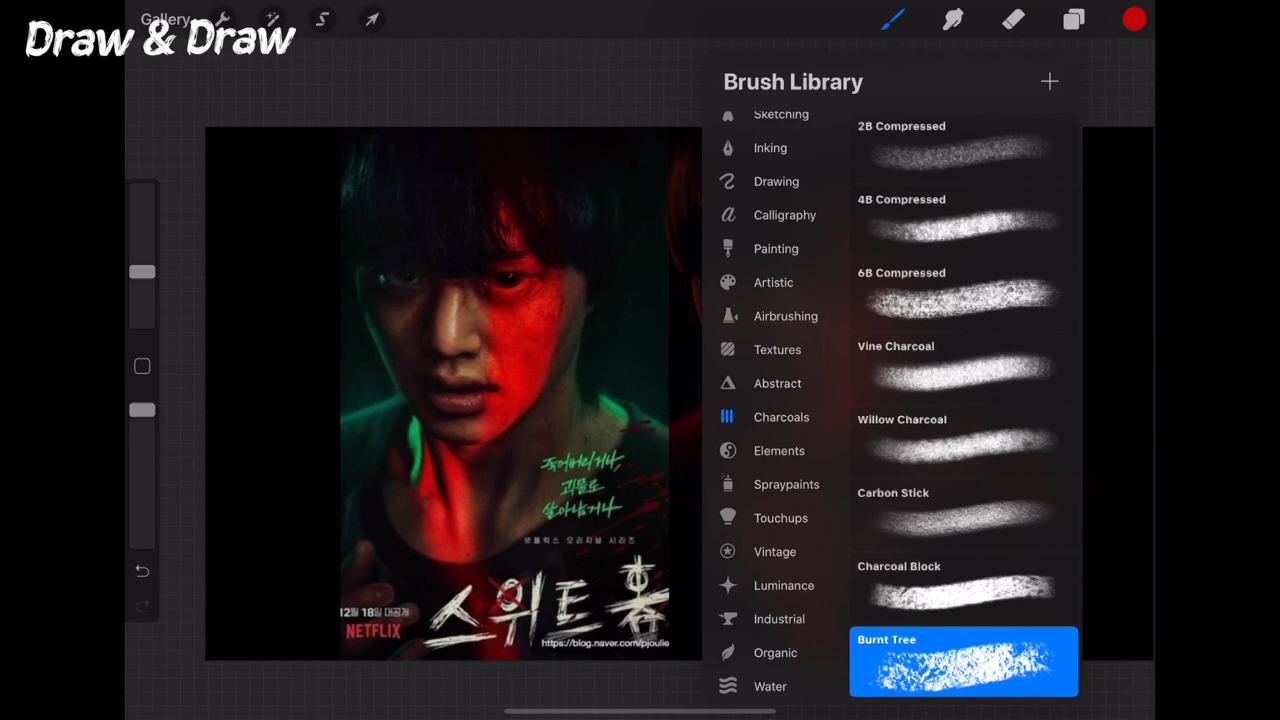 Gallery
Draw & Draw
Brush Library
Sketching
Inking
Drawing
Calligraphy
Painting
Artistic
Airbrushing
Textures
Abstract
Charcoals
Elements
Spraypaints
Touchups
Vintage
Luminance
Industrial
Organic
Water
2B Compressed
4B Compressed
6B Compressed
Vine Charcoal
Willow Charcoal
Carbon Stick
Charcoal Block
Burnt Tree
죽어버리거나,
괴물로
살아남거나
넷플릭스 오리지널 시리즈
스위트홈
12월 18일 대공개
NETFLIX
https://blog.naver.com/pjoulie